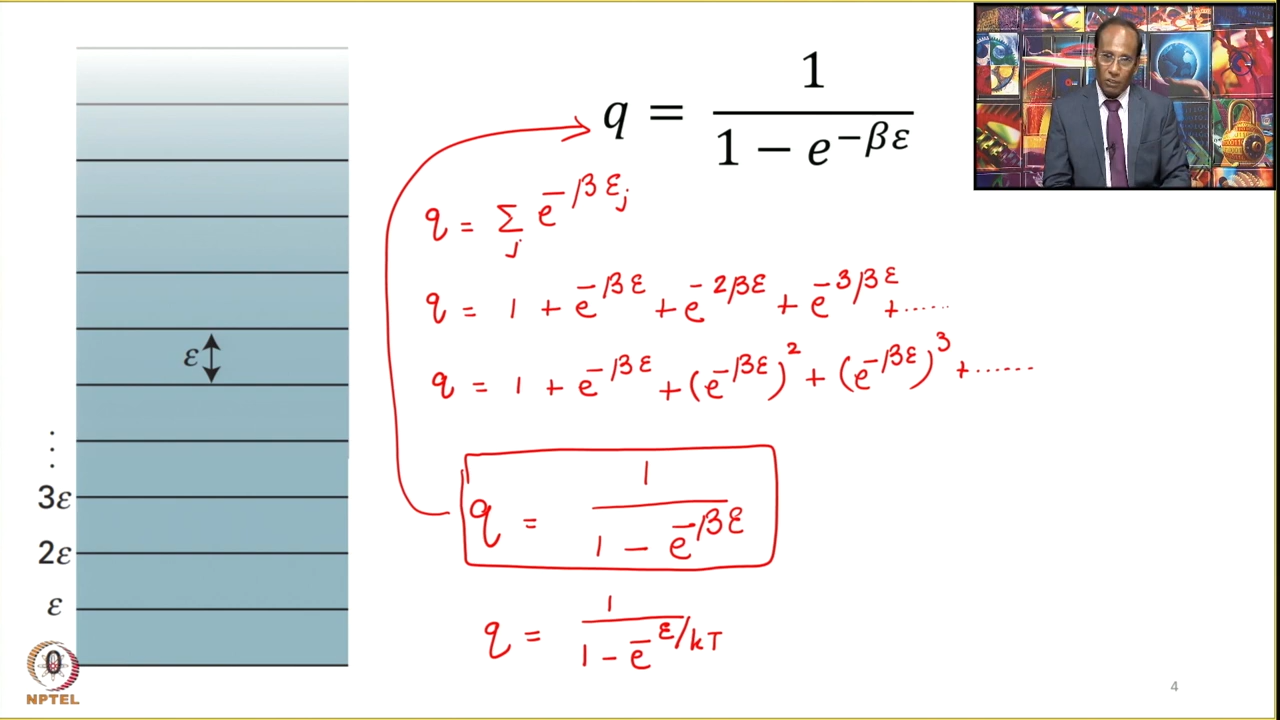 q = 1 / (1 − e^{−βε})
q = Σ_j e^{−βε_j}
q = 1 + e^{−βε} + e^{−2βε} + e^{−3βε} + ......
q = 1 + e^{−βε} + (e^{−βε})^2 + (e^{−βε})^3 + ......
q = 1 / (1 − e^{−βε})
q = 1 / (1 − e^{−ε/kT})
ε
⋮
3ε
2ε
ε
0
NPTEL
4